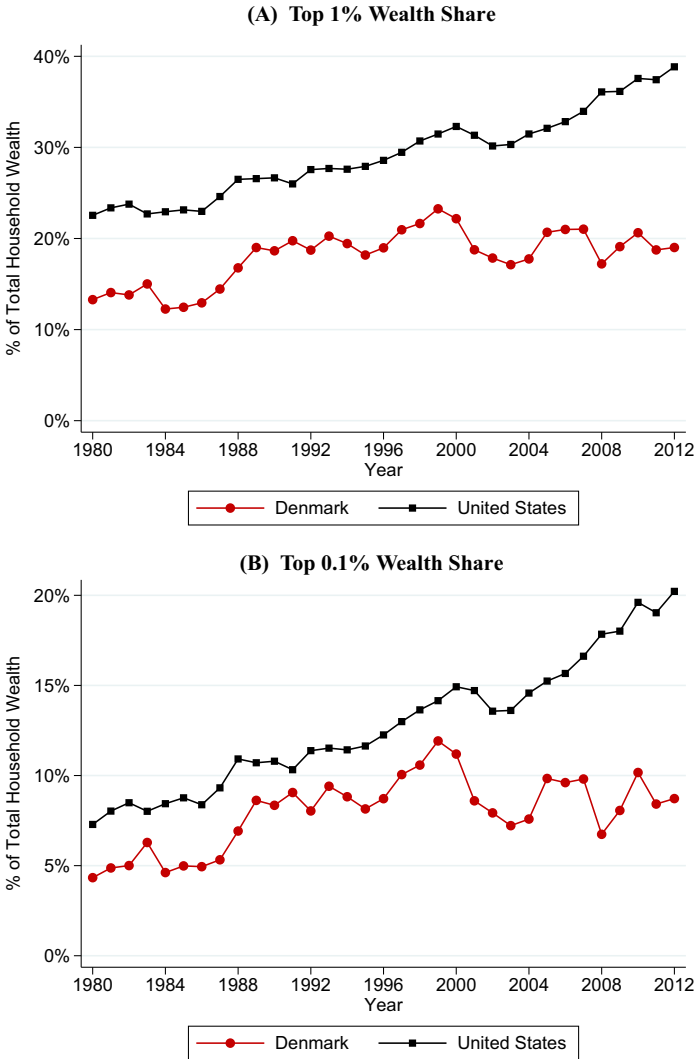 (A) Top 1% Wealth Share
% of Total Household Wealth
40%
30%
20%
10%
0%
1980 1984 1988 1992 1996 2000 2004 2008 2012
Year
Denmark United States
(B) Top 0.1% Wealth Share
% of Total Household Wealth
20%
15%
10%
5%
0%
1980 1984 1988 1992 1996 2000 2004 2008 2012
Year
Denmark United States